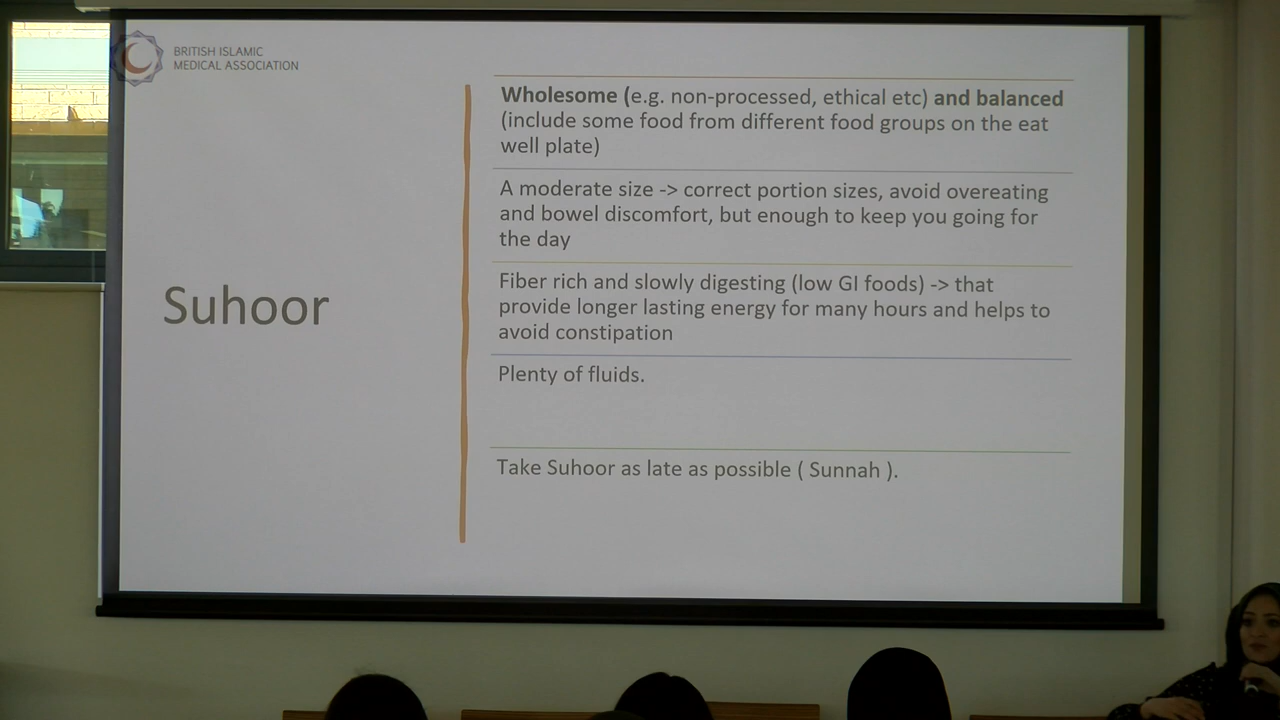 BRITISH ISLAMIC
MEDICAL ASSOCIATION
Suhoor
Wholesome (e.g. non-processed, ethical etc) and balanced
(include some food from different food groups on the eat
well plate)
A moderate size -> correct portion sizes, avoid overeating
and bowel discomfort, but enough to keep you going for
the day
Fiber rich and slowly digesting (low GI foods) -> that
provide longer lasting energy for many hours and helps to
avoid constipation
Plenty of fluids.
Take Suhoor as late as possible ( Sunnah ).